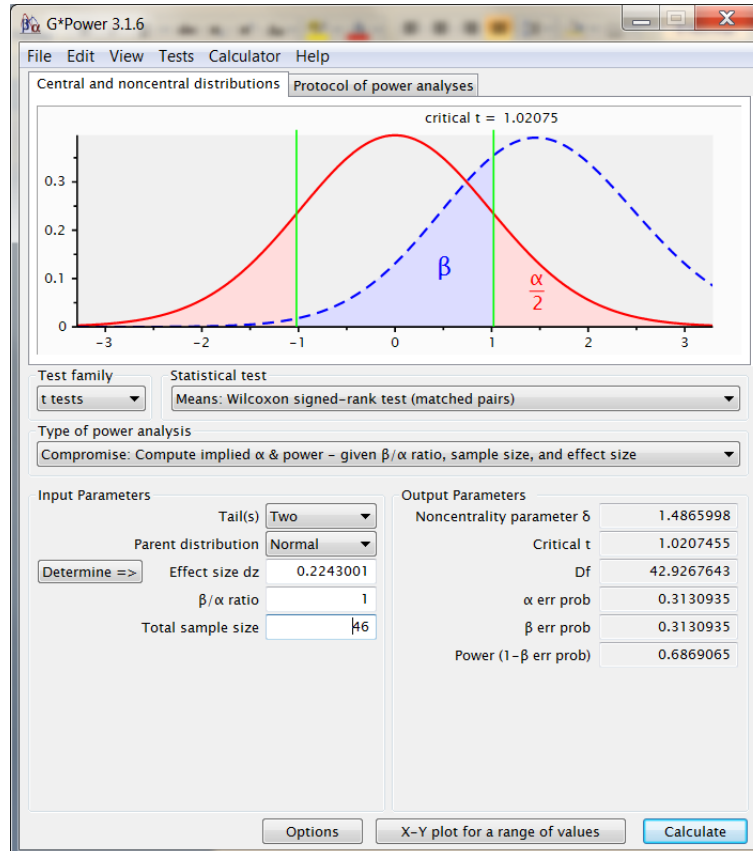 G*Power 3.1.6
File Edit View Tests Calculator Help
Central and noncentral distributions Protocol of power analyses
critical t = 1.02075
0.3
0.2
0.1
0
-3 -2 -1 0 1 2 3
β
α
2
Test family Statistical test
t tests Means: Wilcoxon signed-rank test (matched pairs)
Type of power analysis
Compromise: Compute implied α & power – given β/α ratio, sample size, and effect size
Input Parameters
Tail(s) Two
Parent distribution Normal
Determine => Effect size dz 0.2243001
β/α ratio 1
Total sample size 46
Output Parameters
Noncentrality parameter δ 1.4865998
Critical t 1.0207455
Df 42.9267643
α err prob 0.3130935
β err prob 0.3130935
Power (1-β err prob) 0.6869065
Options X-Y plot for a range of values Calculate